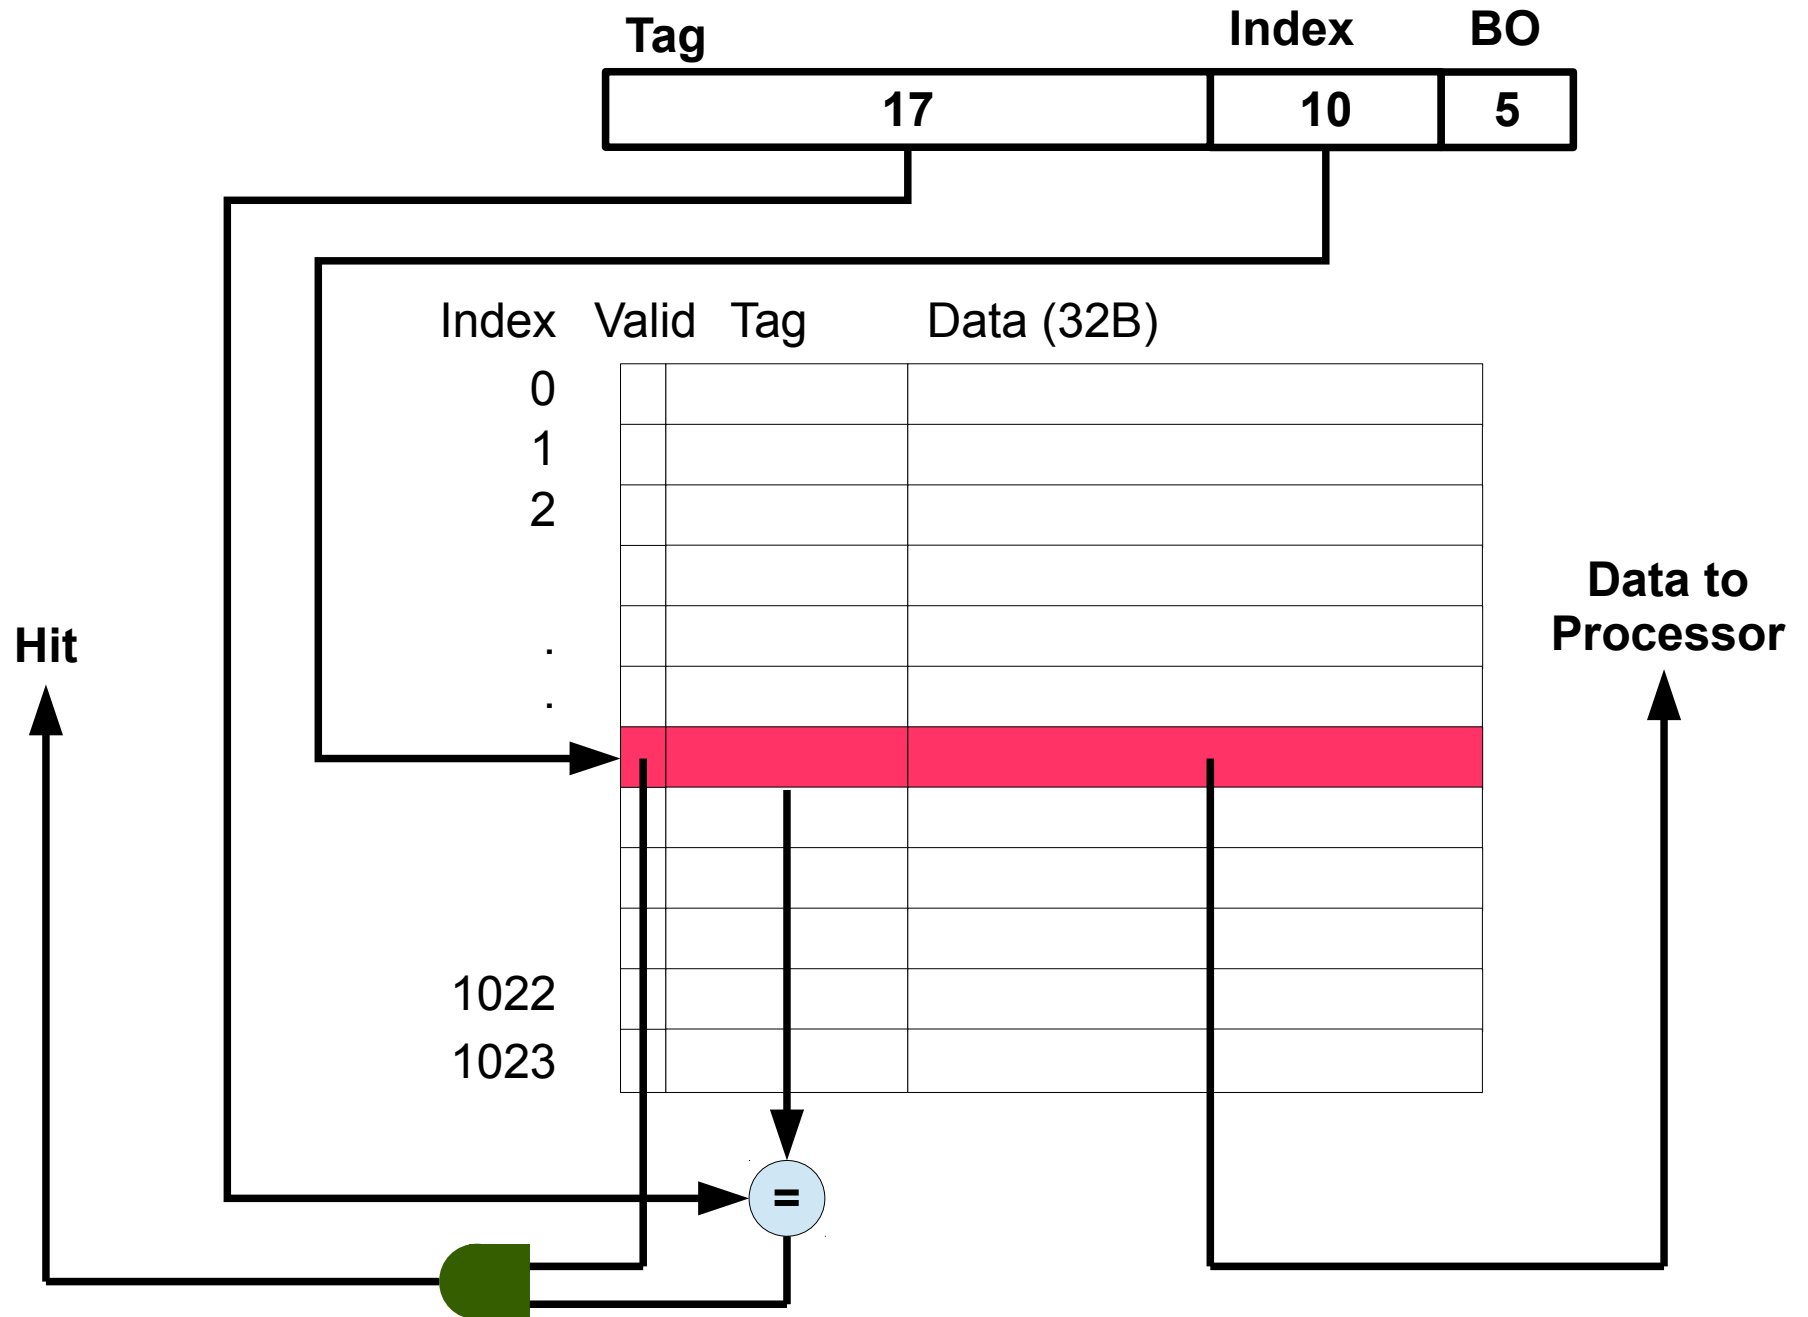 Tag Index BO
17 10 5
Index Valid Tag Data (32B)
0
1
2
.
.
1022
1023
Hit
Data to
Processor
=